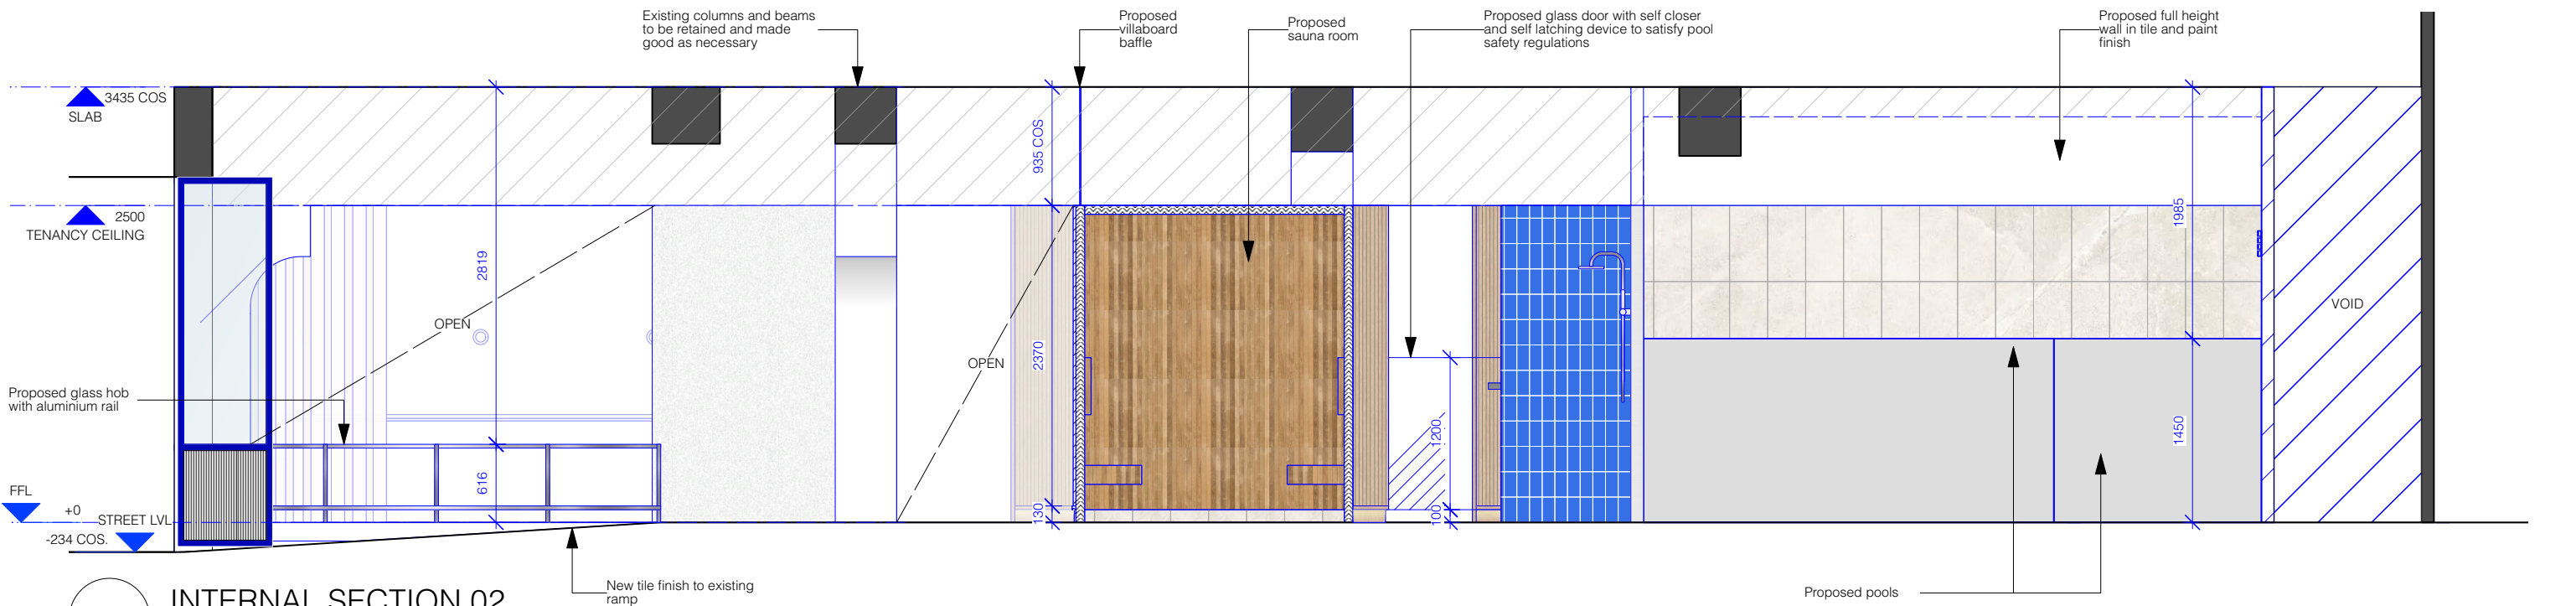 Existing columns and beams
to be retained and made
good as necessary
Proposed
villaboard
baffle
Proposed
sauna room
Proposed glass door with self closer
and self latching device to satisfy pool
safety regulations
Proposed full height
wall in tile and paint
finish
3435 COS
SLAB
935 COS
2500
TENANCY CEILING
1985
2819
OPEN
VOID
OPEN
2370
Proposed glass hob
with aluminium rail
1200
1450
616
FFL
+0
STREET LVL
130
100
-234 COS.
New tile finish to existing
ramp
Proposed pools
INTERNAL SECTION 02